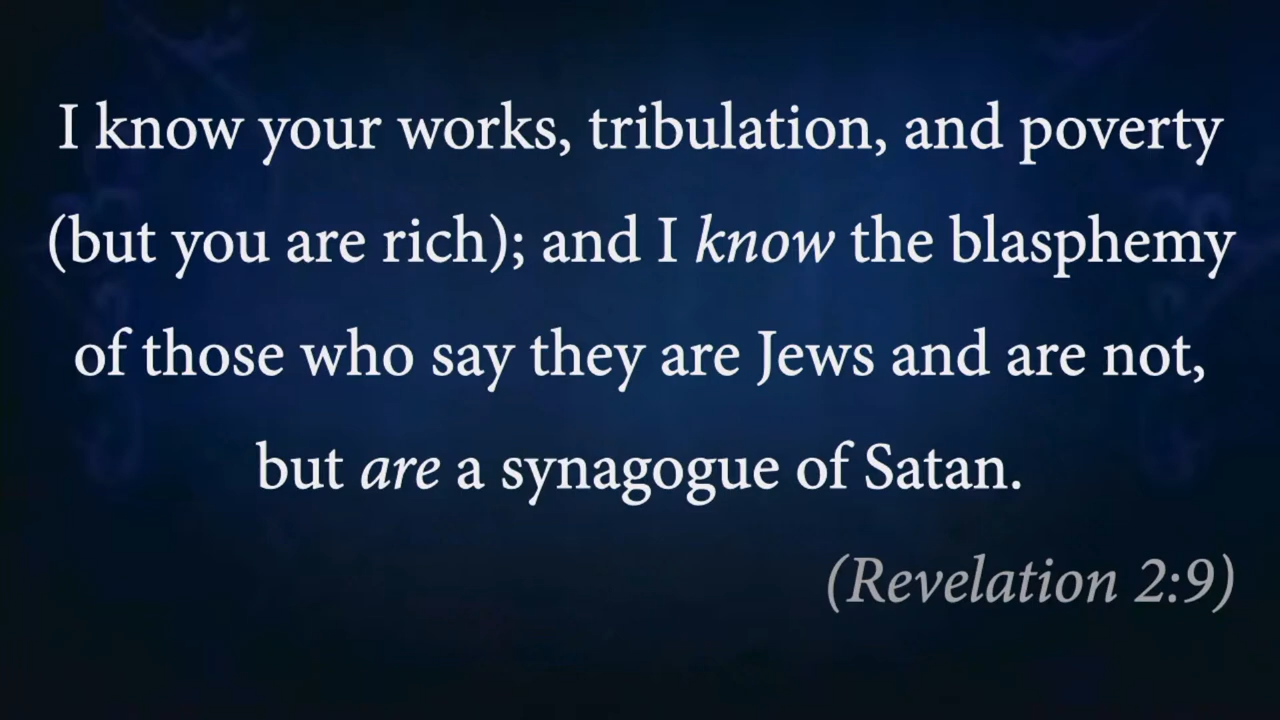 I know your works, tribulation, and poverty
(but you are rich); and I know the blasphemy
of those who say they are Jews and are not,
but are a synagogue of Satan.
(Revelation 2:9)